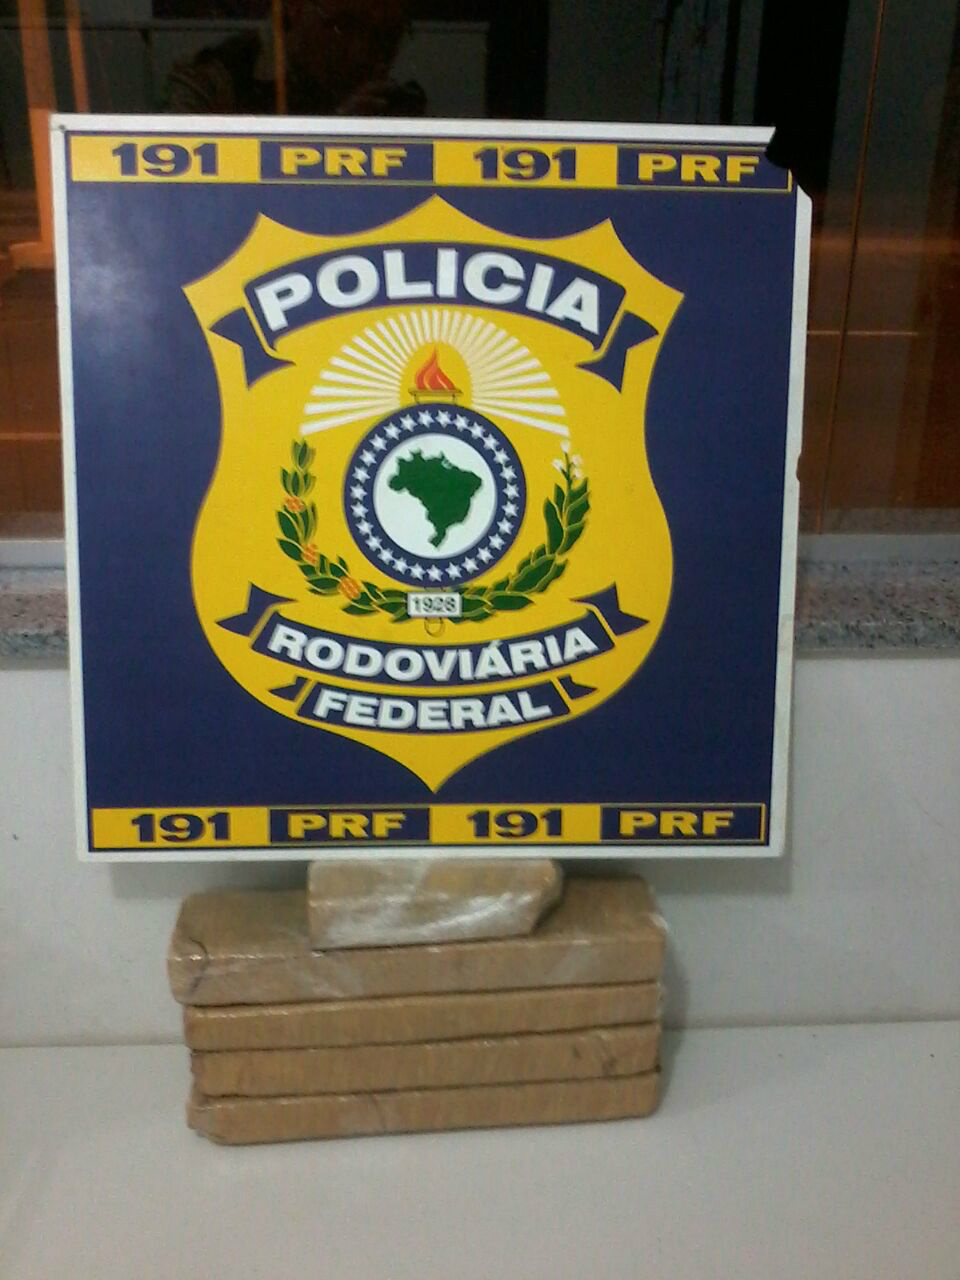 191 PRF 191 PRF
POLICIA
1928
RODOVIÁRIA
FEDERAL
191 PRF 191 PRF